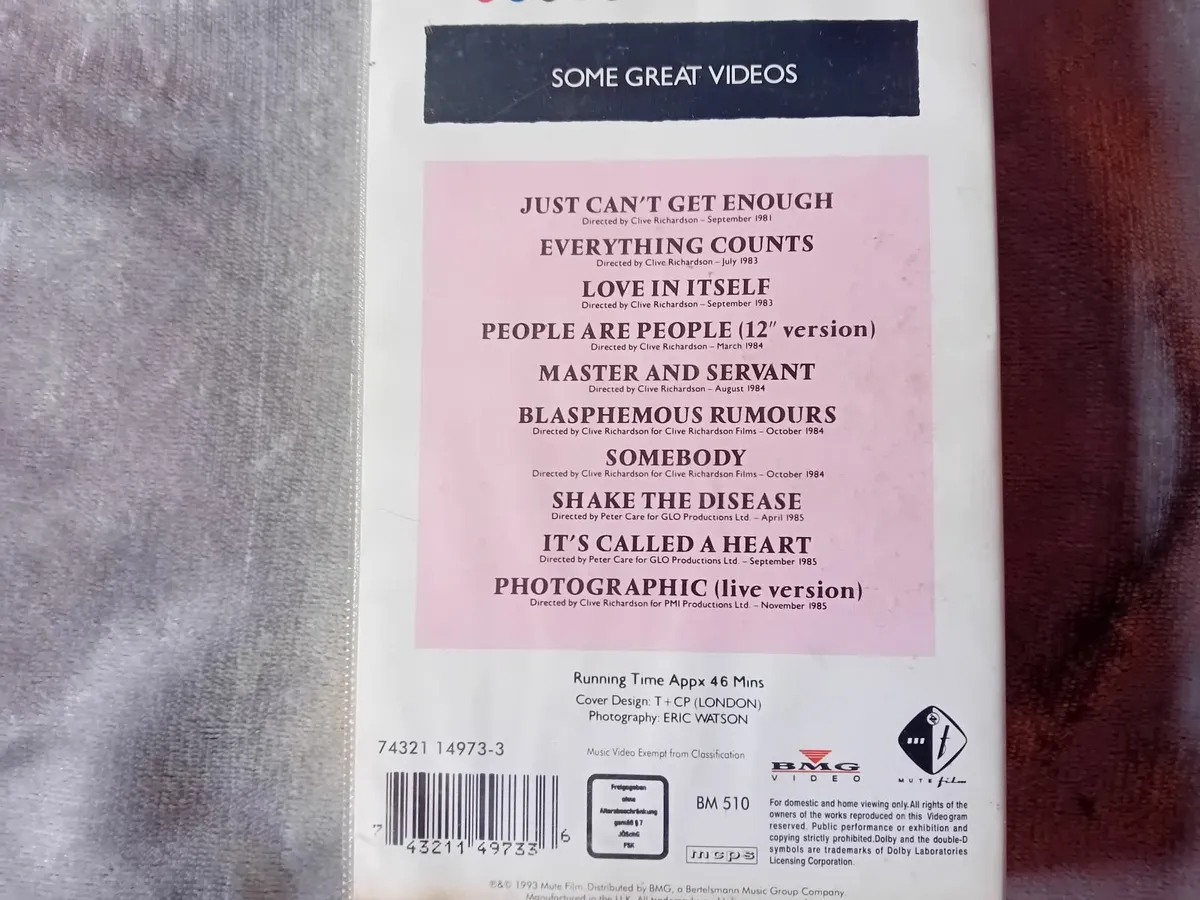 SOME GREAT VIDEOS
JUST CAN'T GET ENOUGH
Directed by Clive Richardson – September 1981
EVERYTHING COUNTS
Directed by Clive Richardson – July 1983
LOVE IN ITSELF
Directed by Clive Richardson – September 1983
PEOPLE ARE PEOPLE (12″ version)
Directed by Clive Richardson – March 1984
MASTER AND SERVANT
Directed by Clive Richardson – August 1984
BLASPHEMOUS RUMOURS
Directed by Clive Richardson for Clive Richardson Films – October 1984
SOMEBODY
Directed by Clive Richardson for Clive Richardson Films – October 1984
SHAKE THE DISEASE
Directed by Peter Care for GLO Productions Ltd. – April 1985
IT'S CALLED A HEART
Directed by Peter Care for GLO Productions Ltd – September 1985
PHOTOGRAPHIC (live version)
Directed by Clive Richardson for PMI Productions Ltd – November 1985
Running Time Appx 46 Mins
Cover Design: T+CP (LONDON)
Photography: ERIC WATSON
74321 14973-3
Music Video Exempt from Classification
BMG
VIDEO
MUTE film
7 43211 49733 6
Freigegeben
ohne
Altersbeschränkung
gemäß § 7
JÖSchG
FSK
BM 510
mcps
For domestic and home viewing only. All rights of the
owners of the works reproduced on this Videogram
reserved. Public performance or exhibition and
copying strictly prohibited. Dolby and the double-D
symbols are trademarks of Dolby Laboratories
Licensing Corporation.
℗&© 1993 Mute Film. Distributed by BMG, a Bertelsmann Music Group Company.
Manufactured in the U.K. All